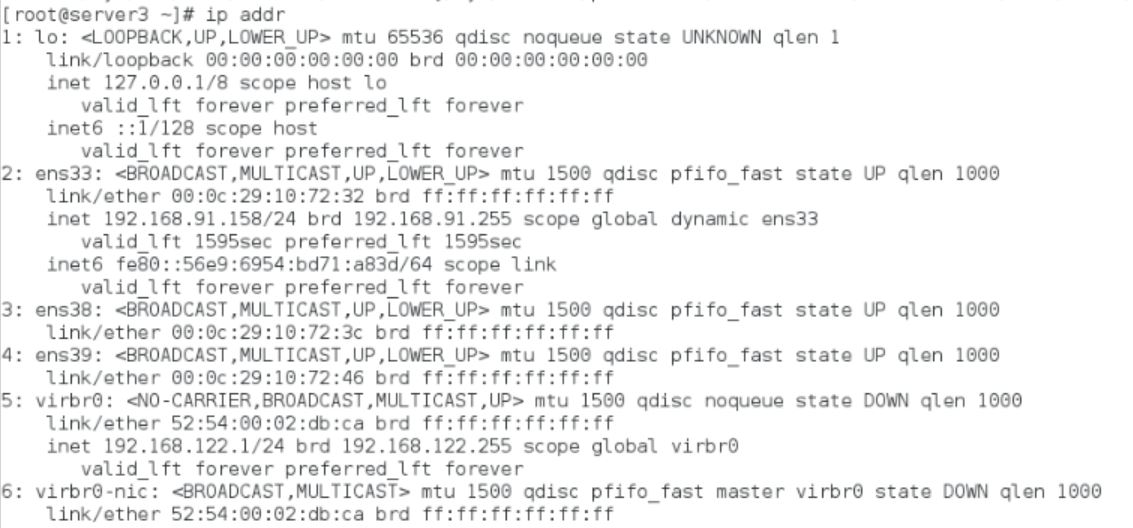 [root@server3 ~]# ip addr
1: lo: <LOOPBACK,UP,LOWER_UP> mtu 65536 qdisc noqueue state UNKNOWN qlen 1
    link/loopback 00:00:00:00:00:00 brd 00:00:00:00:00:00
    inet 127.0.0.1/8 scope host lo
       valid_lft forever preferred_lft forever
    inet6 ::1/128 scope host
       valid_lft forever preferred_lft forever
2: ens33: <BROADCAST,MULTICAST,UP,LOWER_UP> mtu 1500 qdisc pfifo_fast state UP qlen 1000
    link/ether 00:0c:29:10:72:32 brd ff:ff:ff:ff:ff:ff
    inet 192.168.91.158/24 brd 192.168.91.255 scope global dynamic ens33
       valid_lft 1595sec preferred_lft 1595sec
    inet6 fe80::56e9:6954:bd71:a83d/64 scope link
       valid_lft forever preferred_lft forever
3: ens38: <BROADCAST,MULTICAST,UP,LOWER_UP> mtu 1500 qdisc pfifo_fast state UP qlen 1000
    link/ether 00:0c:29:10:72:3c brd ff:ff:ff:ff:ff:ff
4: ens39: <BROADCAST,MULTICAST,UP,LOWER_UP> mtu 1500 qdisc pfifo_fast state UP qlen 1000
    link/ether 00:0c:29:10:72:46 brd ff:ff:ff:ff:ff:ff
5: virbr0: <NO-CARRIER,BROADCAST,MULTICAST,UP> mtu 1500 qdisc noqueue state DOWN qlen 1000
    link/ether 52:54:00:02:db:ca brd ff:ff:ff:ff:ff:ff
    inet 192.168.122.1/24 brd 192.168.122.255 scope global virbr0
       valid_lft forever preferred_lft forever
6: virbr0-nic: <BROADCAST,MULTICAST> mtu 1500 qdisc pfifo_fast master virbr0 state DOWN qlen 1000
    link/ether 52:54:00:02:db:ca brd ff:ff:ff:ff:ff:ff